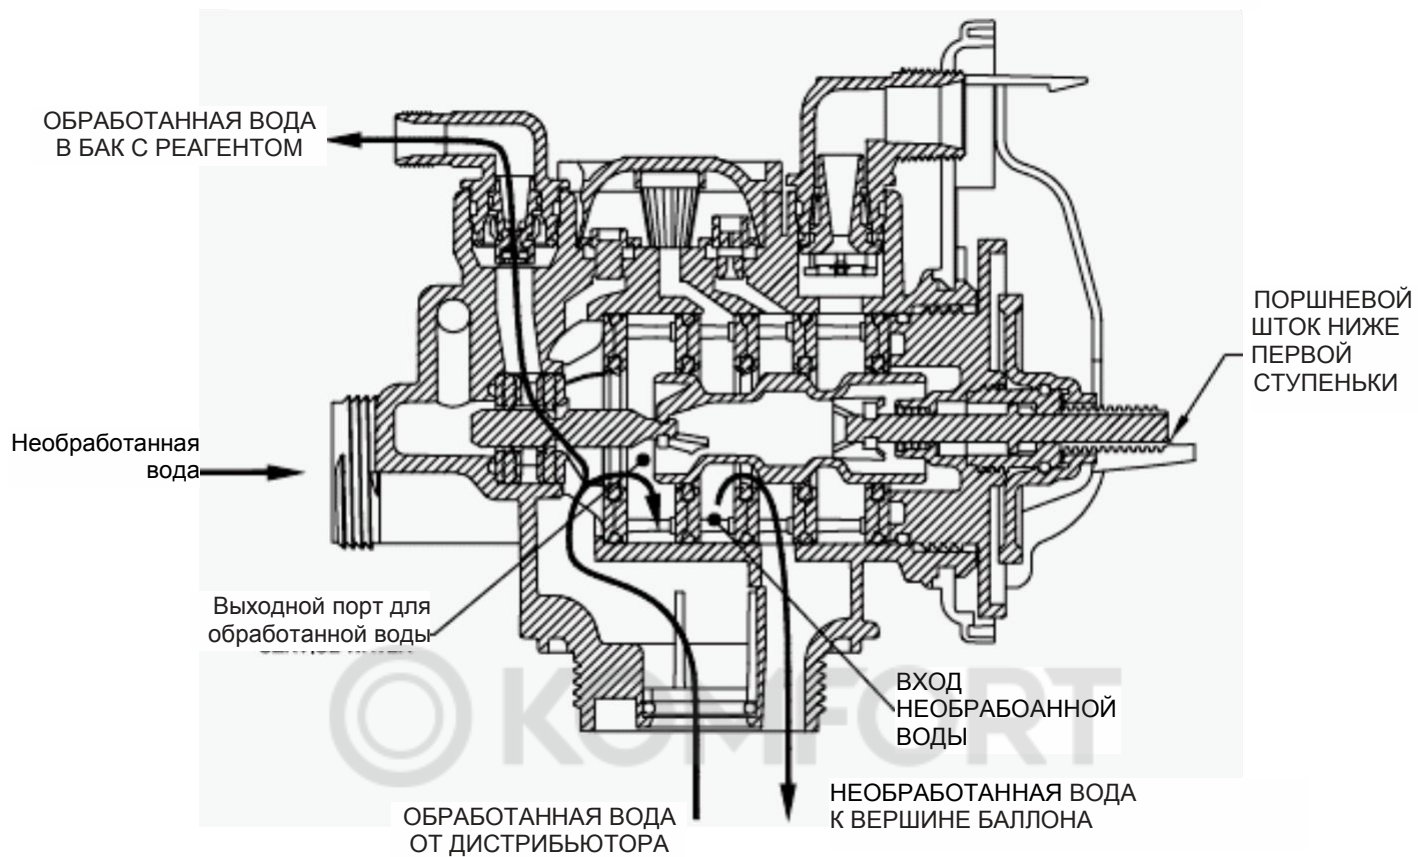 ОБРАБОТАННАЯ ВОДА
В БАК С РЕАГЕНТОМ
ПОРШНЕВОЙ
ШТОК НИЖЕ
ПЕРВОЙ
СТУПЕНЬКИ
Необработанная
вода
Выходной порт для
обработанной воды
ВХОД
НЕОБРАБОАННОЙ
ВОДЫ
KOMFORT
НЕОБРАБОТАННАЯ ВОДА
К ВЕРШИНЕ БАЛЛОНА
ОБРАБОТАННАЯ ВОДА
ОТ ДИСТРИБЬЮТОРА